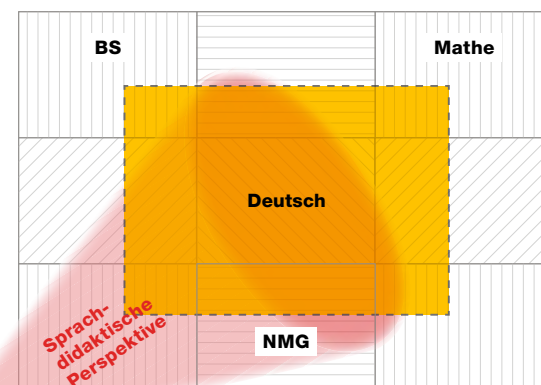 BS
Mathe
Deutsch
Sprach-
didaktische
Perspektive
NMG